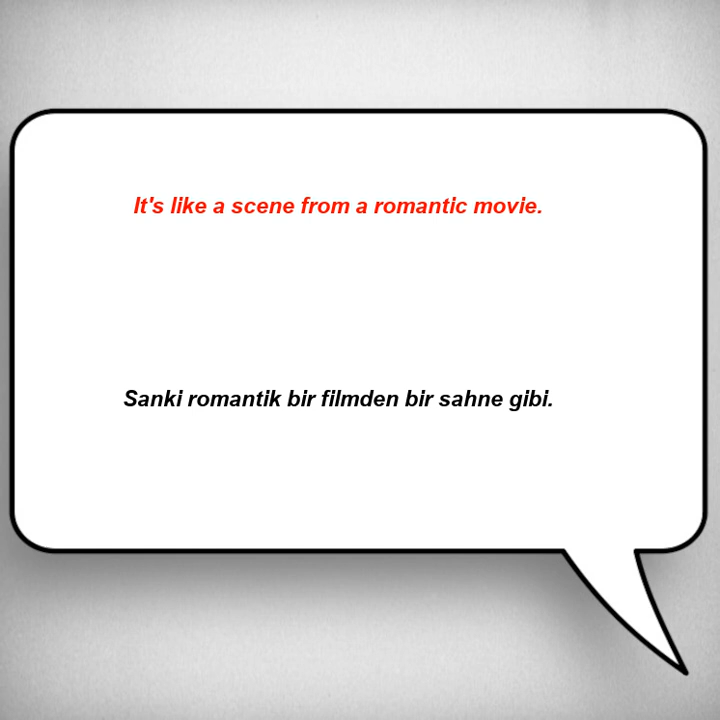 It's like a scene from a romantic movie.
Sanki romantik bir filmden bir sahne gibi.